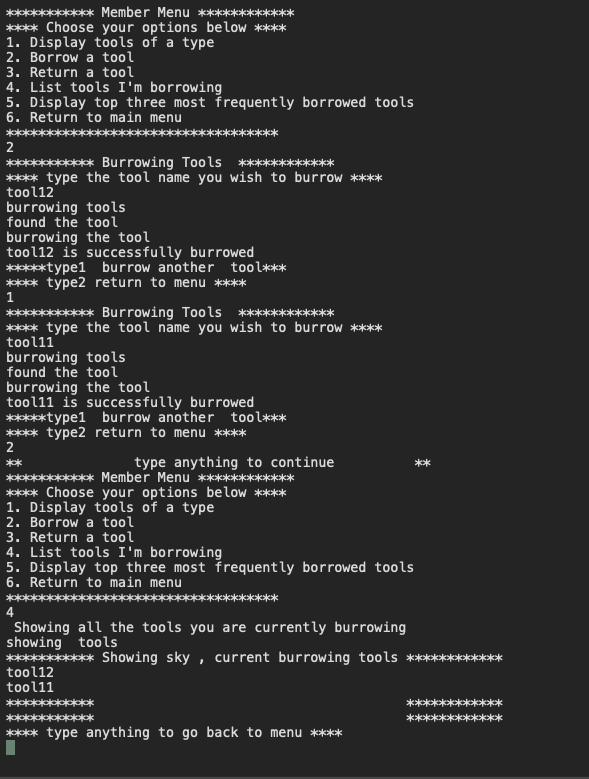 *********** Member Menu ************
**** Choose your options below ****
1. Display tools of a type
2. Borrow a tool
3. Return a tool
4. List tools I'm borrowing
5. Display top three most frequently borrowed tools
6. Return to main menu
**********************************
2
*********** Burrowing Tools  ************
**** type the tool name you wish to burrow ****
tool12
burrowing tools
found the tool
burrowing the tool
tool12 is successfully burrowed
*****type1  burrow another  tool***
**** type2 return to menu ****
1
*********** Burrowing Tools  ************
**** type the tool name you wish to burrow ****
tool11
burrowing tools
found the tool
burrowing the tool
tool11 is successfully burrowed
*****type1  burrow another  tool***
**** type2 return to menu ****
2
**              type anything to continue          **
*********** Member Menu ************
**** Choose your options below ****
1. Display tools of a type
2. Borrow a tool
3. Return a tool
4. List tools I'm borrowing
5. Display top three most frequently borrowed tools
6. Return to main menu
**********************************
4
 Showing all the tools you are currently burrowing
showing  tools
*********** Showing sky , current burrowing tools ************
tool12
tool11
***********                                       ************
***********                                       ************
**** type anything to go back to menu ****